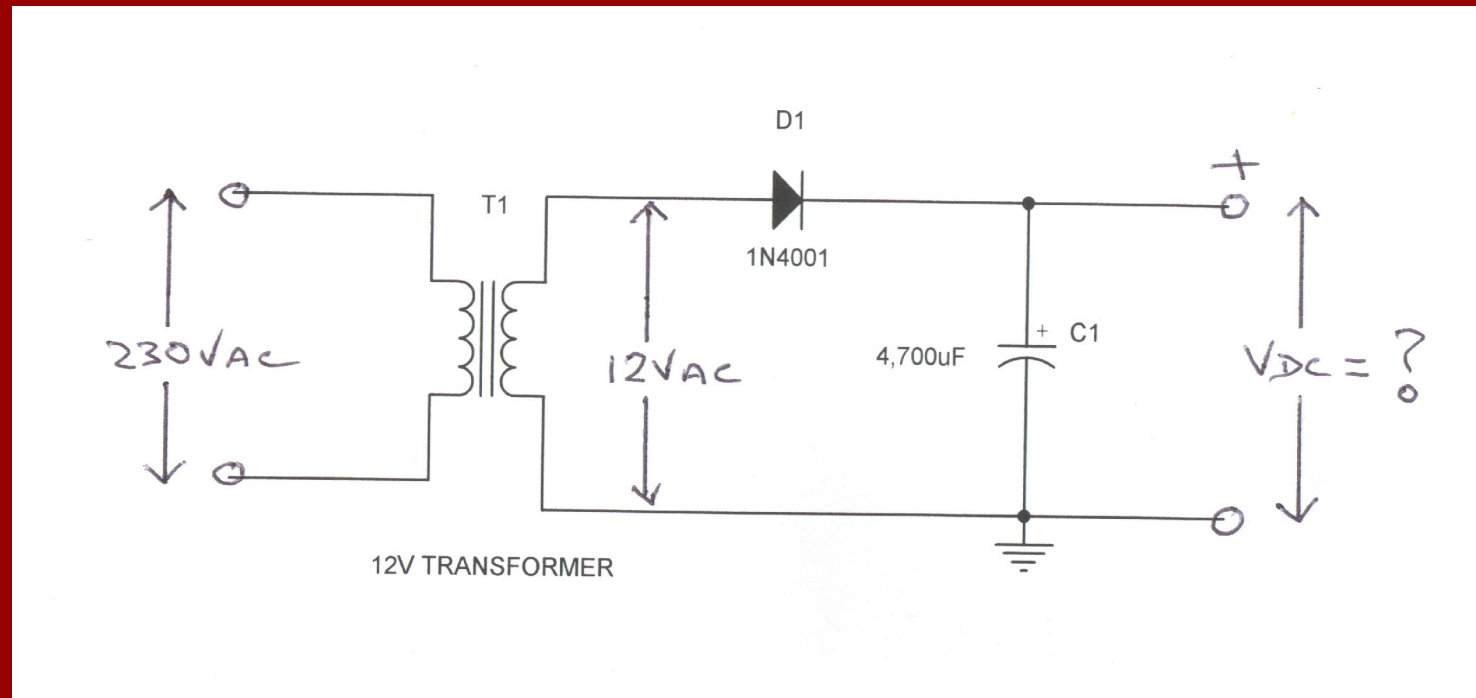 D1
+
T1
1N4001
230VAC
12VAC
4,700uF
+
C1
VDC = ?
12V TRANSFORMER